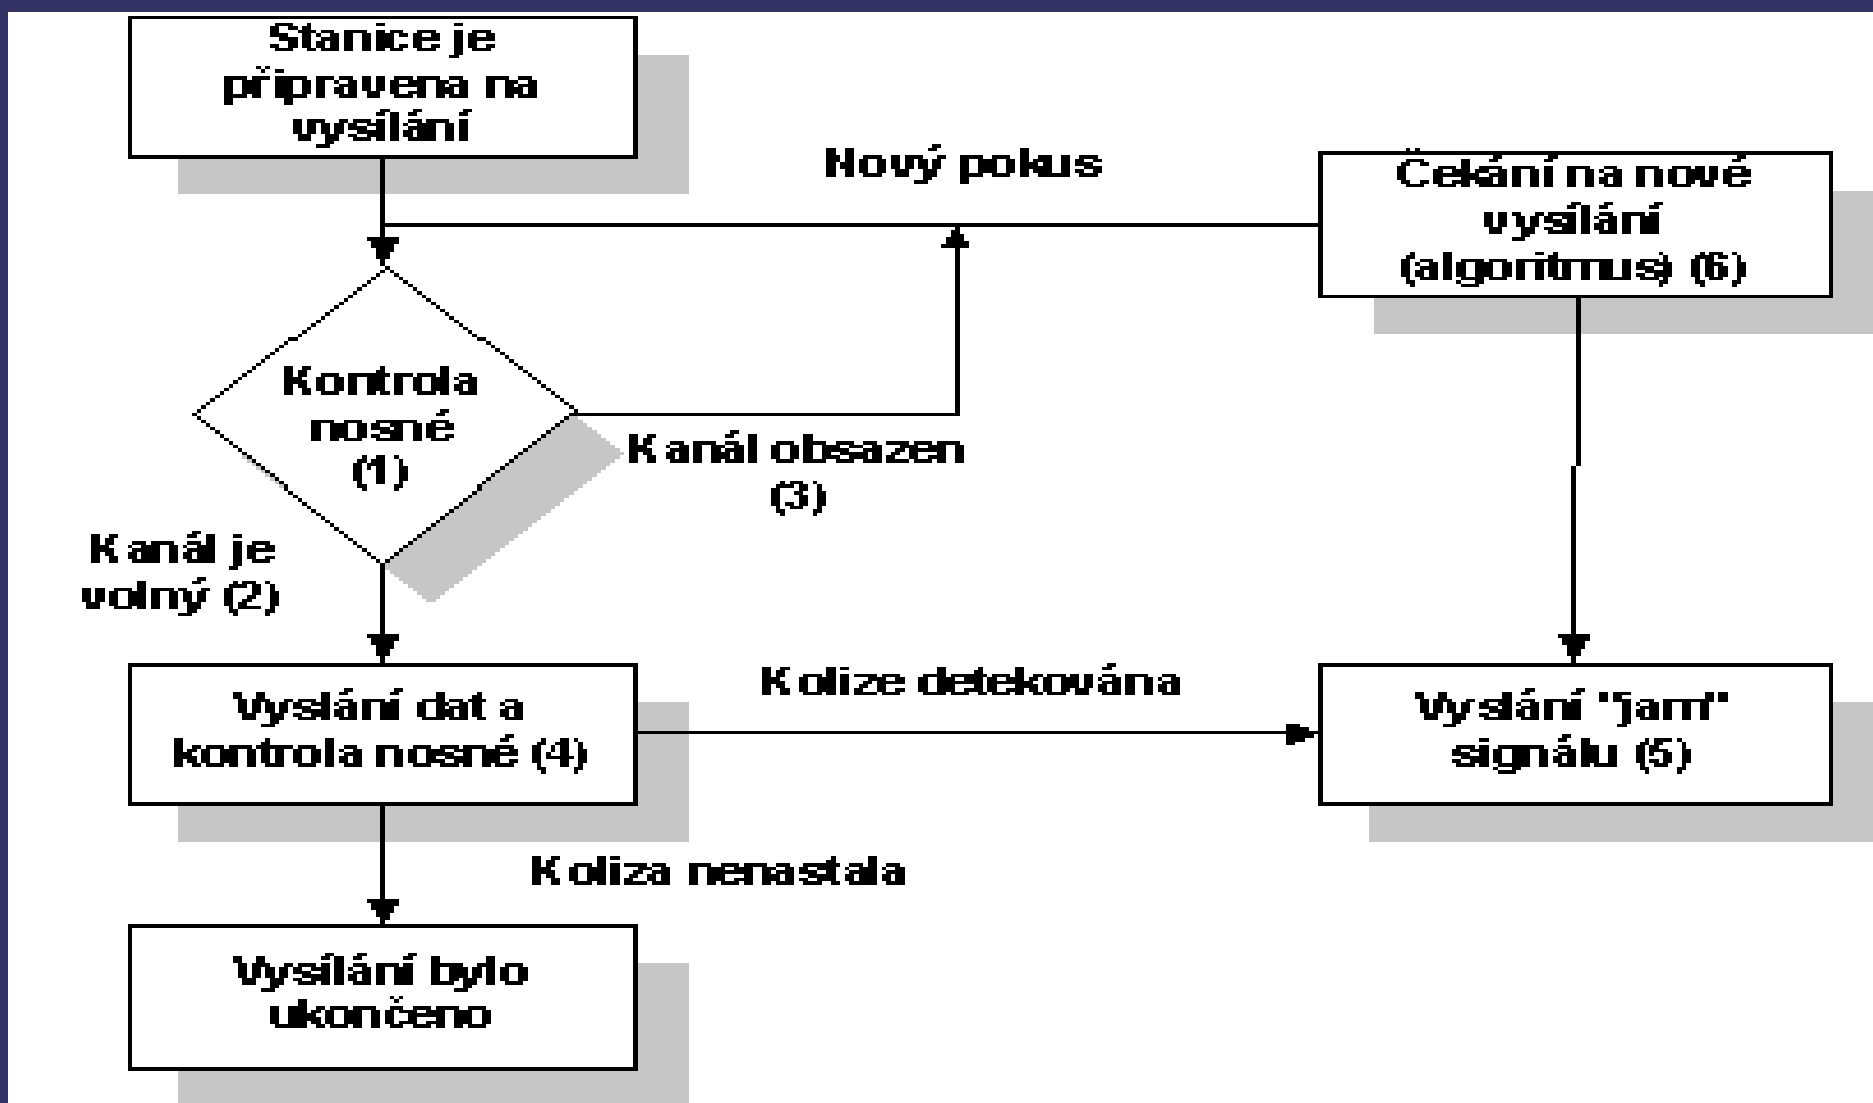 Stanice je
připravena na
vysílání
Nový pokus
Čekání na nové
vysílání
(algoritmus) (6)
Kontrola
nosné
(1)
Kanál obsazen
(3)
Kanál je
volný (2)
Vyslání dat a
kontrola nosné (4)
Kolize detekována
Vyslání "jam"
signálu (5)
Koliza nenastala
Vysílání bylo
ukončeno